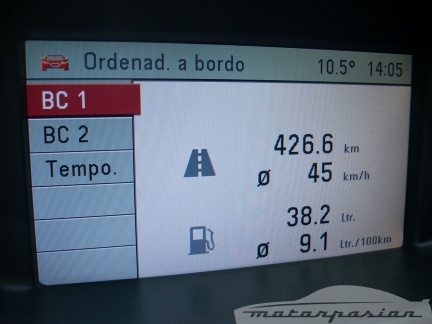 Ordenad. a bordo 10.5° 14:05
BC 1
BC 2
Tempo.
426.6 km
ø 45 km/h
38.2 Ltr.
ø 9.1 Ltr./100km
motorpasion